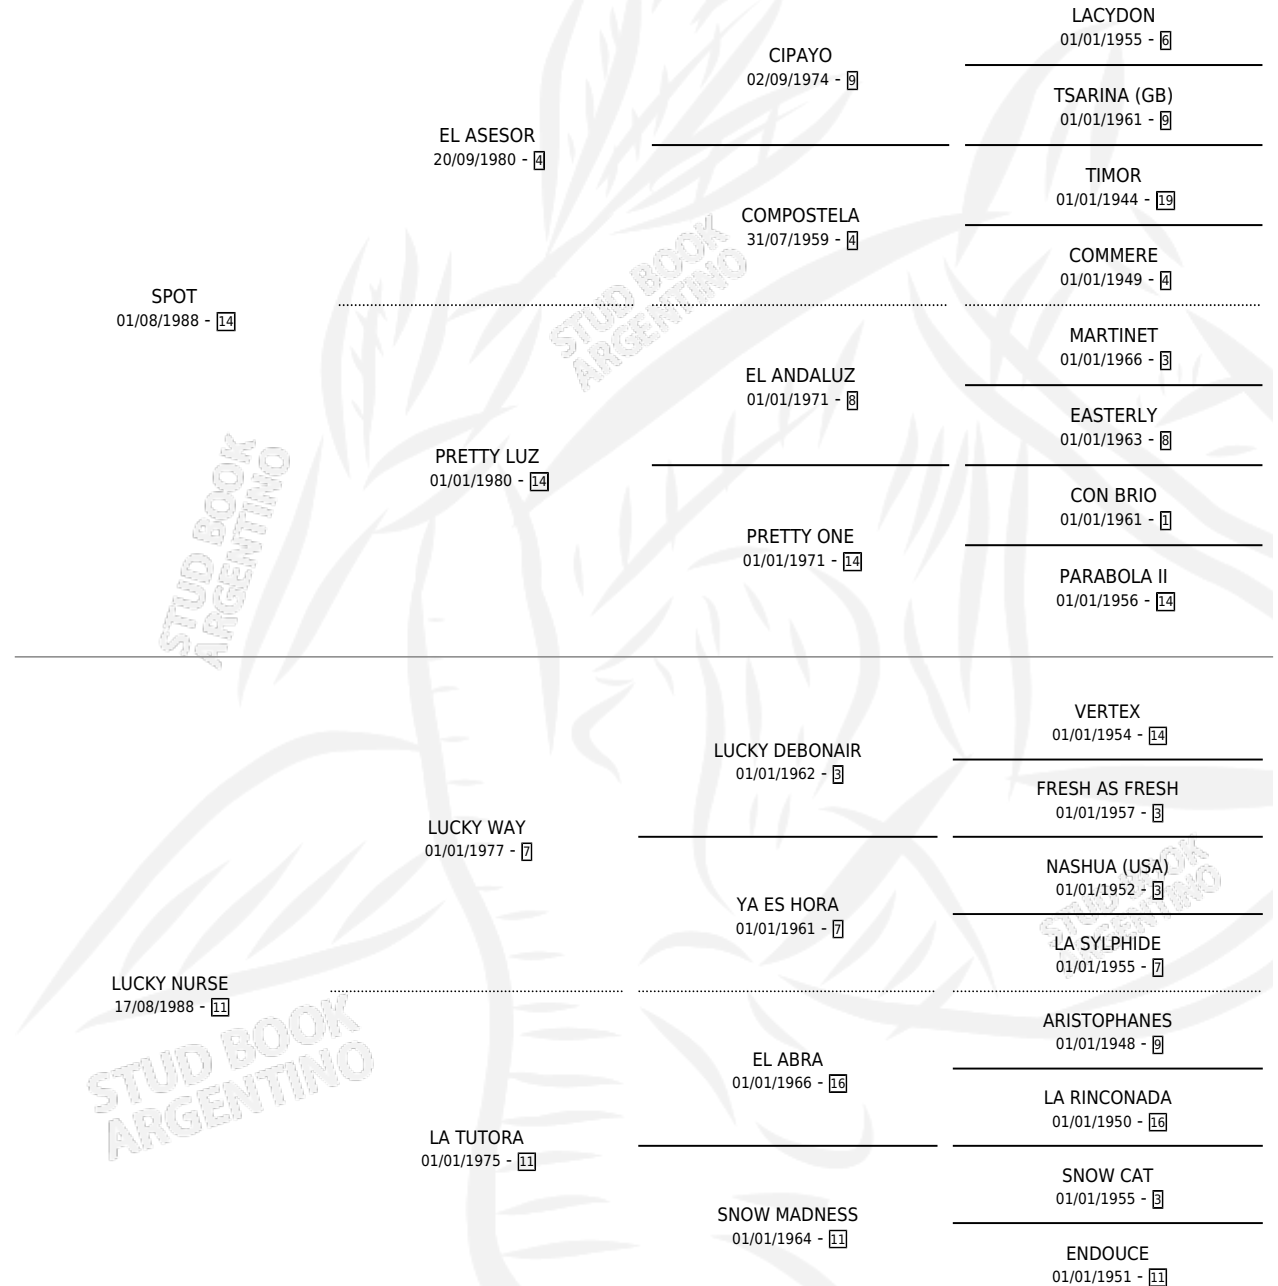 LACYDON
01/01/1955 - 6
CIPAYO
02/09/1974 - 9
TSARINA (GB)
01/01/1961 - 9
EL ASESOR
20/09/1980 - 4
TIMOR
01/01/1944 - 19
COMPOSTELA
31/07/1959 - 4
COMMERE
01/01/1949 - 4
SPOT
01/08/1988 - 14
MARTINET
01/01/1966 - 3
EL ANDALUZ
01/01/1971 - 8
EASTERLY
01/01/1963 - 8
PRETTY LUZ
01/01/1980 - 14
CON BRIO
01/01/1961 - 1
PRETTY ONE
01/01/1971 - 14
PARABOLA II
01/01/1956 - 14
STUD BOOK
ARGENTINO
STUD BOOK
ARGENTINO
VERTEX
01/01/1954 - 14
LUCKY DEBONAIR
01/01/1962 - 3
FRESH AS FRESH
01/01/1957 - 3
LUCKY WAY
01/01/1977 - 7
NASHUA (USA)
01/01/1952 - 3
YA ES HORA
01/01/1961 - 7
LA SYLPHIDE
01/01/1955 - 7
LUCKY NURSE
17/08/1988 - 11
ARISTOPHANES
01/01/1948 - 9
EL ABRA
01/01/1966 - 16
LA RINCONADA
01/01/1950 - 16
LA TUTORA
01/01/1975 - 11
SNOW CAT
01/01/1955 - 3
SNOW MADNESS
01/01/1964 - 11
ENDOUCE
01/01/1951 - 11
STUD BOOK
ARGENTINO
STUD BOOK
ARGENTINO